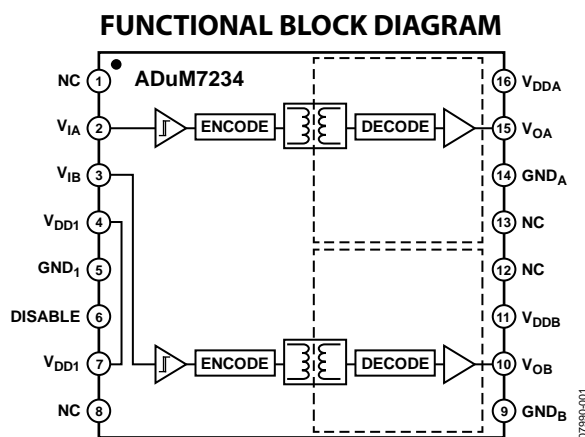 FUNCTIONAL BLOCK DIAGRAM
ADuM7234
NC 1
VIA 2
VIB 3
VDD1 4
GND1 5
DISABLE 6
VDD1 7
NC 8
ENCODE
DECODE
ENCODE
DECODE
16 VDDA
15 VOA
14 GNDA
13 NC
12 NC
11 VDDB
10 VOB
9 GNDB
07990-001